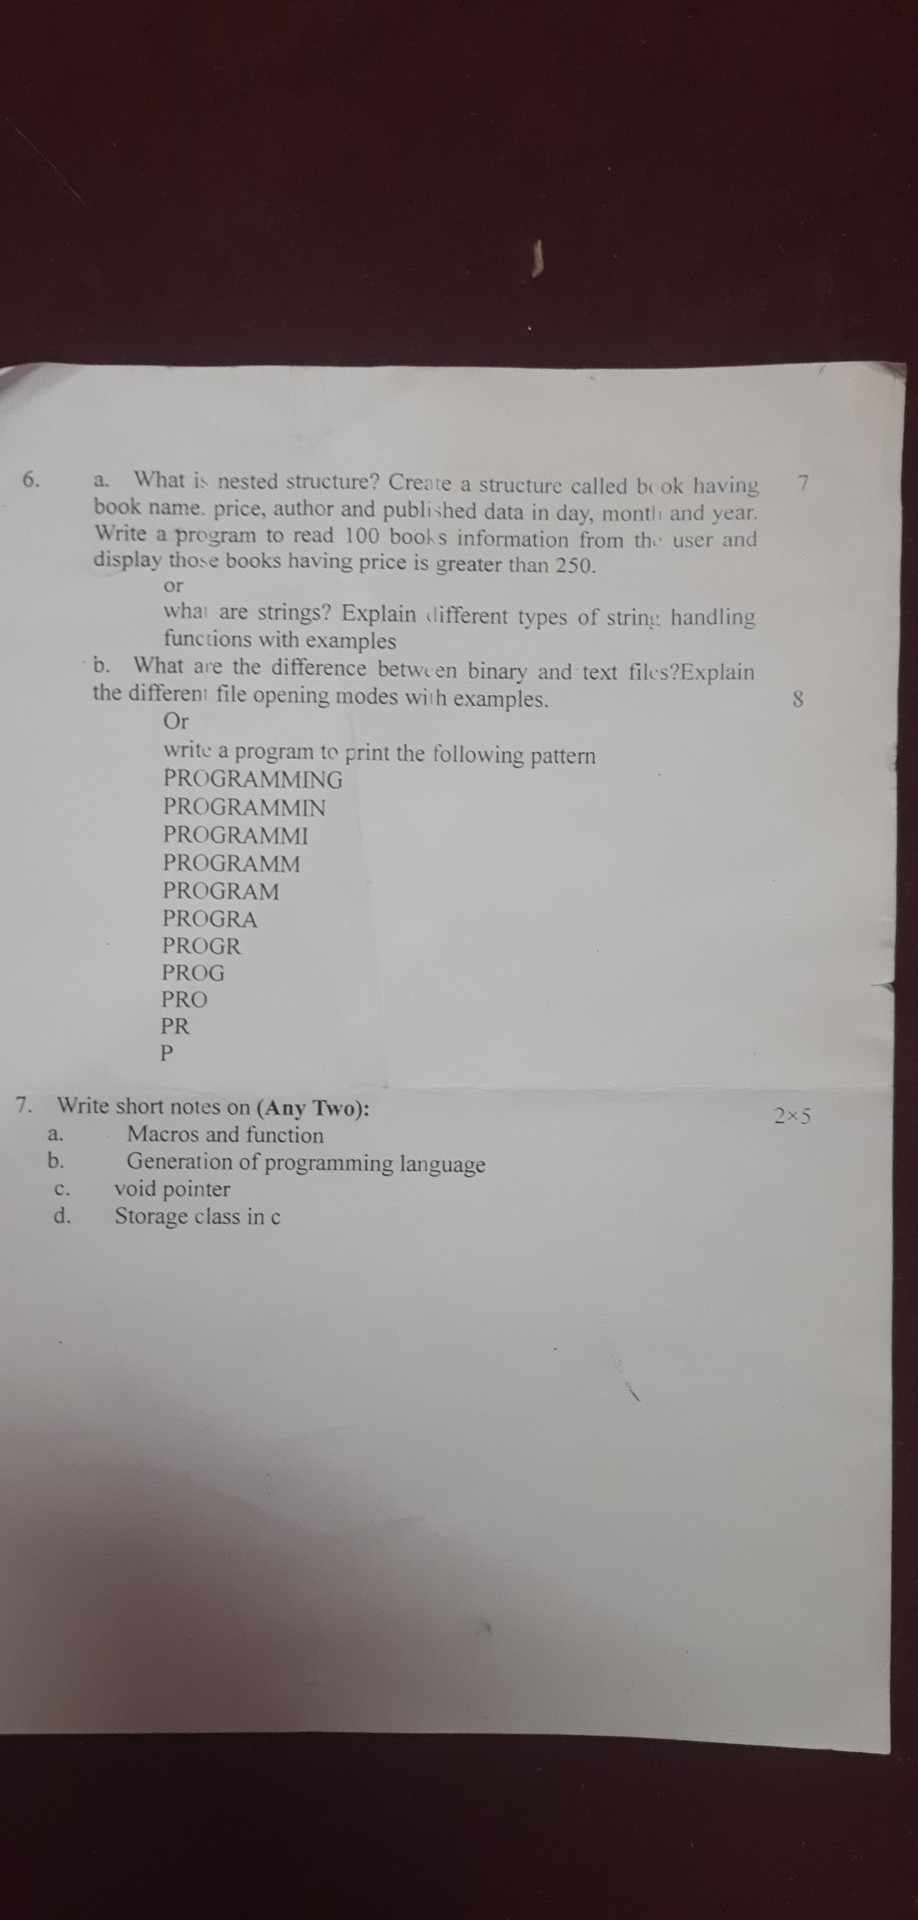 6. a. What is nested structure? Create a structure called book having 7
book name. price, author and published data in day, month and year.
Write a program to read 100 books information from the user and
display those books having price is greater than 250.
or
what are strings? Explain different types of string handling
functions with examples
b. What are the difference between binary and text files?Explain
the different file opening modes with examples. 8
Or
write a program to print the following pattern
PROGRAMMING
PROGRAMMIN
PROGRAMMI
PROGRAMM
PROGRAM
PROGRA
PROGR
PROG
PRO
PR
P
7. Write short notes on (Any Two): 2×5
a. Macros and function
b. Generation of programming language
c. void pointer
d. Storage class in c